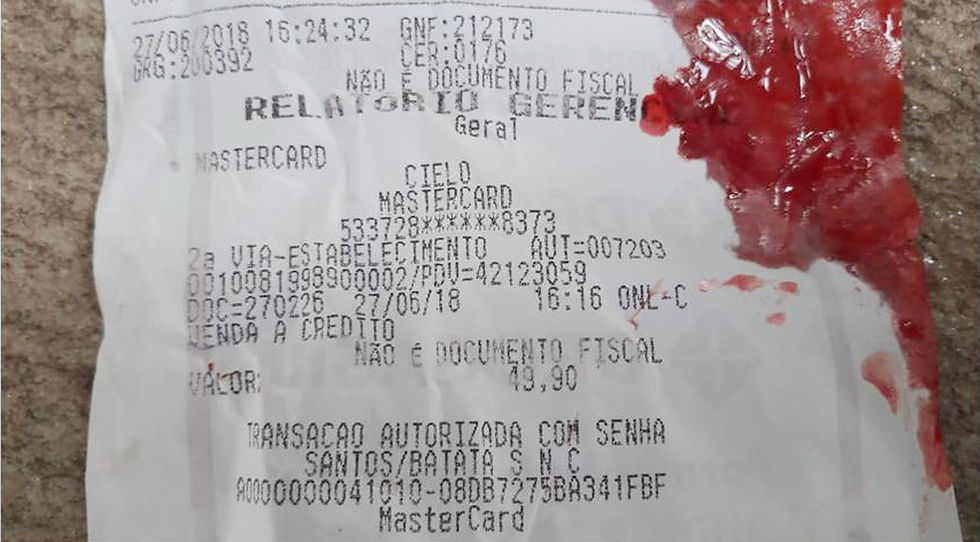 27/06/2018 16:24:32 GNF:212173
GRG:200392 CER:0176
NÃO É DOCUMENTO FISCAL
RELATÓRIO GEREN
Geral
MASTERCARD
CIELO
MASTERCARD
533728******8373
2a VIA-ESTABELECIMENTO AUT=007203
0010081998900002/PDV=42123059
DOC=270226 27/06/18 16:16 ONL-C
VENDA A CREDITO
NÃO É DOCUMENTO FISCAL
VALOR: 49,90
TRANSACAO AUTORIZADA COM SENHA
SANTOS/BATATA S N C
A0000000041010-08DB7275BA341FBF
MasterCard